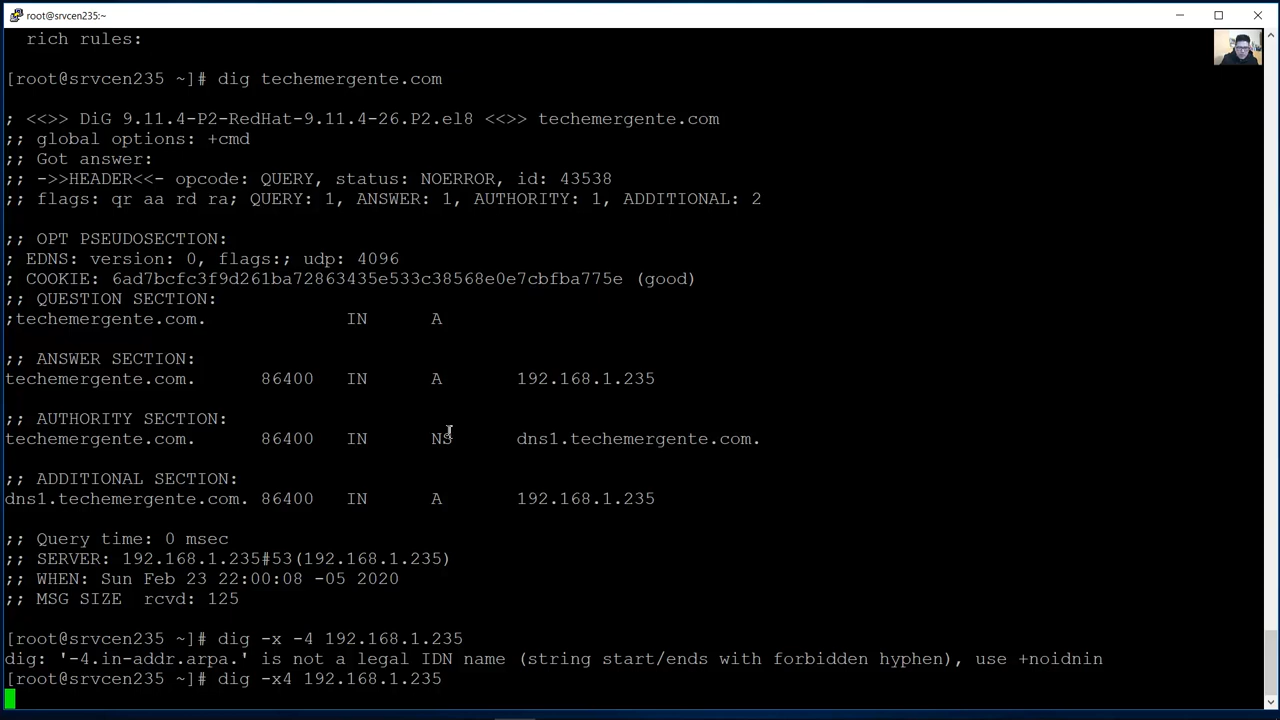 root@srvcen235:~
rich rules:
[root@srvcen235 ~]# dig techemergente.com
; <<>> DiG 9.11.4-P2-RedHat-9.11.4-26.P2.el8 <<>> techemergente.com
;; global options: +cmd
;; Got answer:
;; ->>HEADER<<- opcode: QUERY, status: NOERROR, id: 43538
;; flags: qr aa rd ra; QUERY: 1, ANSWER: 1, AUTHORITY: 1, ADDITIONAL: 2
;; OPT PSEUDOSECTION:
; EDNS: version: 0, flags:; udp: 4096
; COOKIE: 6ad7bcfc3f9d261ba72863435e533c38568e0e7cbfba775e (good)
;; QUESTION SECTION:
;techemergente.com. IN A
;; ANSWER SECTION:
techemergente.com. 86400 IN A 192.168.1.235
;; AUTHORITY SECTION:
techemergente.com. 86400 IN NS dns1.techemergente.com.
;; ADDITIONAL SECTION:
dns1.techemergente.com. 86400 IN A 192.168.1.235
;; Query time: 0 msec
;; SERVER: 192.168.1.235#53(192.168.1.235)
;; WHEN: Sun Feb 23 22:00:08 -05 2020
;; MSG SIZE rcvd: 125
[root@srvcen235 ~]# dig -x -4 192.168.1.235
dig: '-4.in-addr.arpa.' is not a legal IDN name (string start/ends with forbidden hyphen), use +noidnin
[root@srvcen235 ~]# dig -x4 192.168.1.235